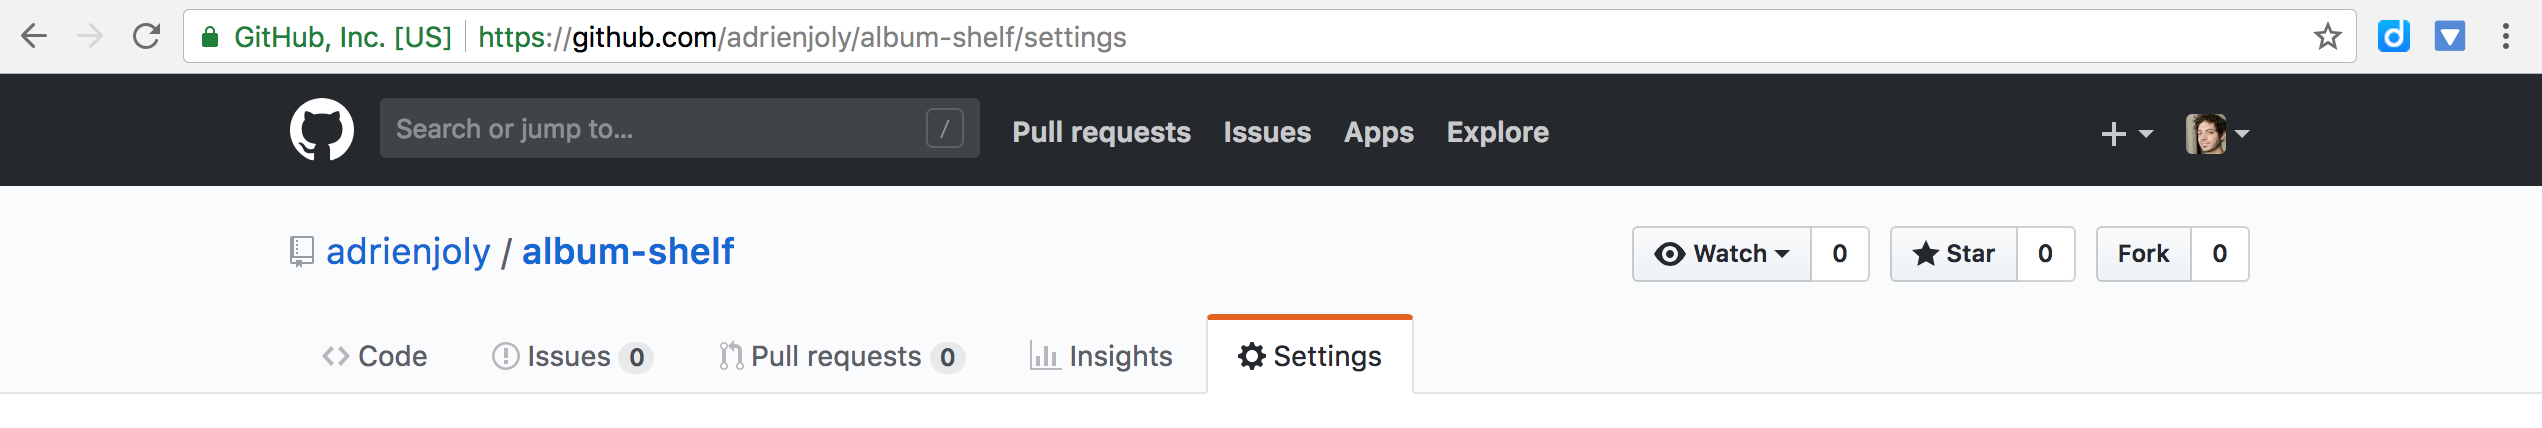 GitHub, Inc. [US] https://github.com/adrienjoly/album-shelf/settings
Search or jump to... / Pull requests Issues Apps Explore
adrienjoly / album-shelf Watch 0 Star 0 Fork 0
Code Issues 0 Pull requests 0 Insights Settings